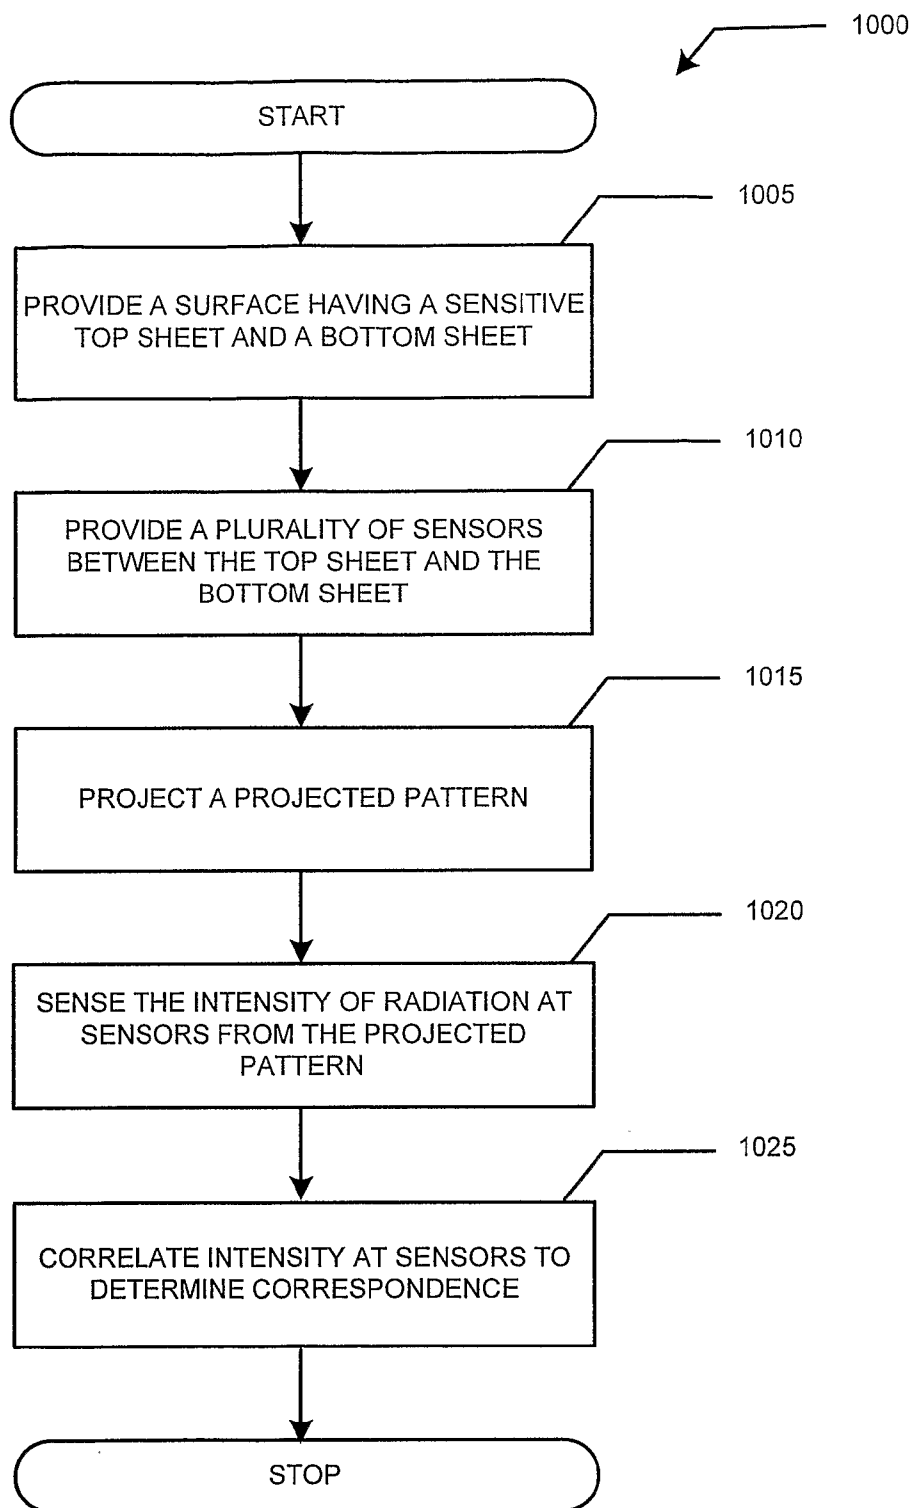 1000
START
1005
PROVIDE A SURFACE HAVING A SENSITIVE
TOP SHEET AND A BOTTOM SHEET
1010
PROVIDE A PLURALITY OF SENSORS
BETWEEN THE TOP SHEET AND THE
BOTTOM SHEET
1015
PROJECT A PROJECTED PATTERN
1020
SENSE THE INTENSITY OF RADIATION AT
SENSORS FROM THE PROJECTED
PATTERN
1025
CORRELATE INTENSITY AT SENSORS TO
DETERMINE CORRESPONDENCE
STOP